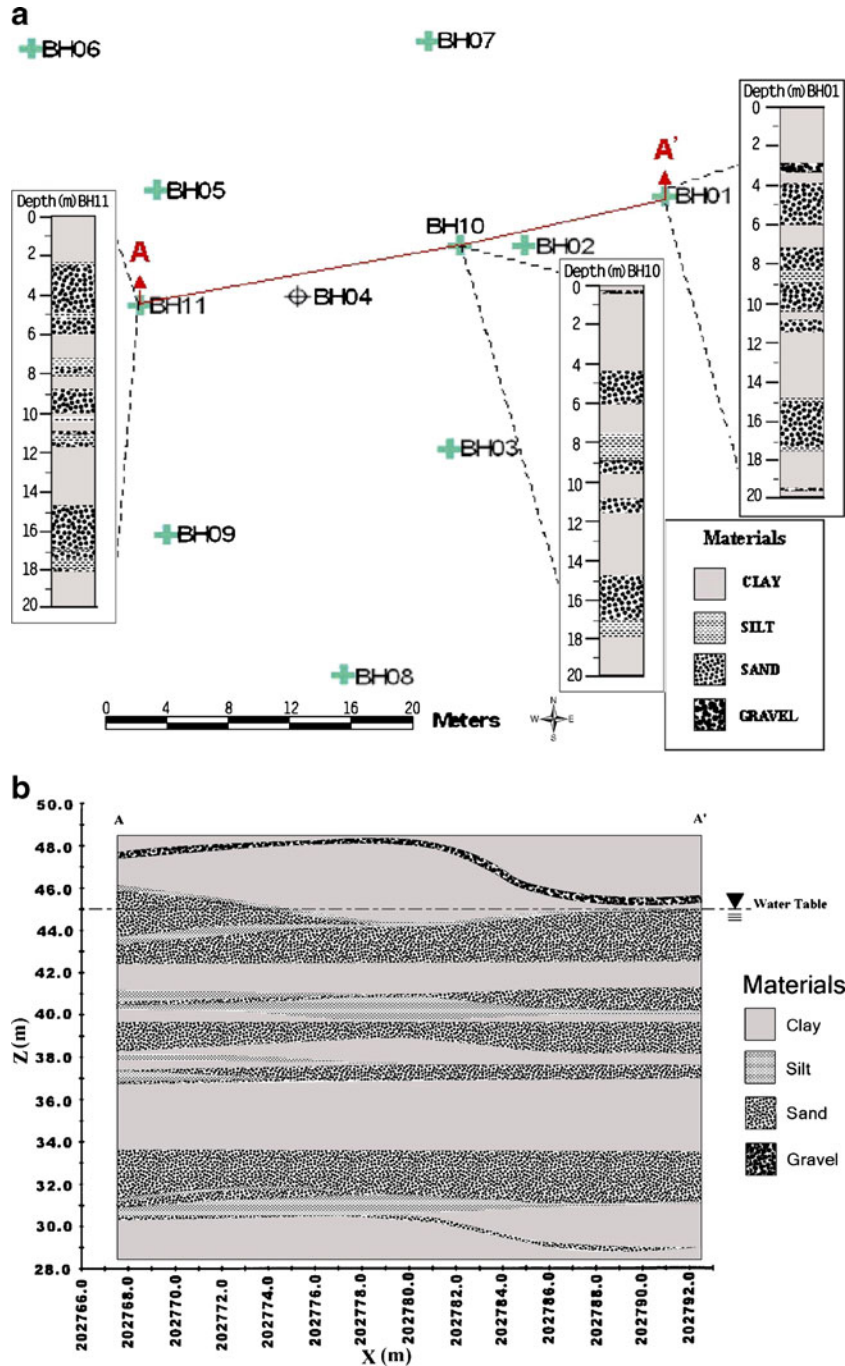 a
BH06
BH07
Depth (m) BH01
0
2
4
6
8
10
12
14
16
18
20
A'
BH01
BH05
Depth (m) BH11
0
2
4
6
8
10
12
14
16
18
20
A
BH11
BH10
BH02
BH04
Depth (m) BH10
0
2
4
6
8
10
12
14
16
18
20
BH03
BH09
BH08
Materials
CLAY
SILT
SAND
GRAVEL
0 4 8 12 16 20 Meters
N
W E
S
b
A A'
50.0
48.0
46.0
44.0
42.0
40.0
38.0
36.0
34.0
32.0
30.0
28.0
Z (m)
Water Table
Materials
Clay
Silt
Sand
Gravel
202766.0 202768.0 202770.0 202772.0 202774.0 202776.0 202778.0 202780.0 202782.0 202784.0 202786.0 202788.0 202790.0 202792.0
X (m)